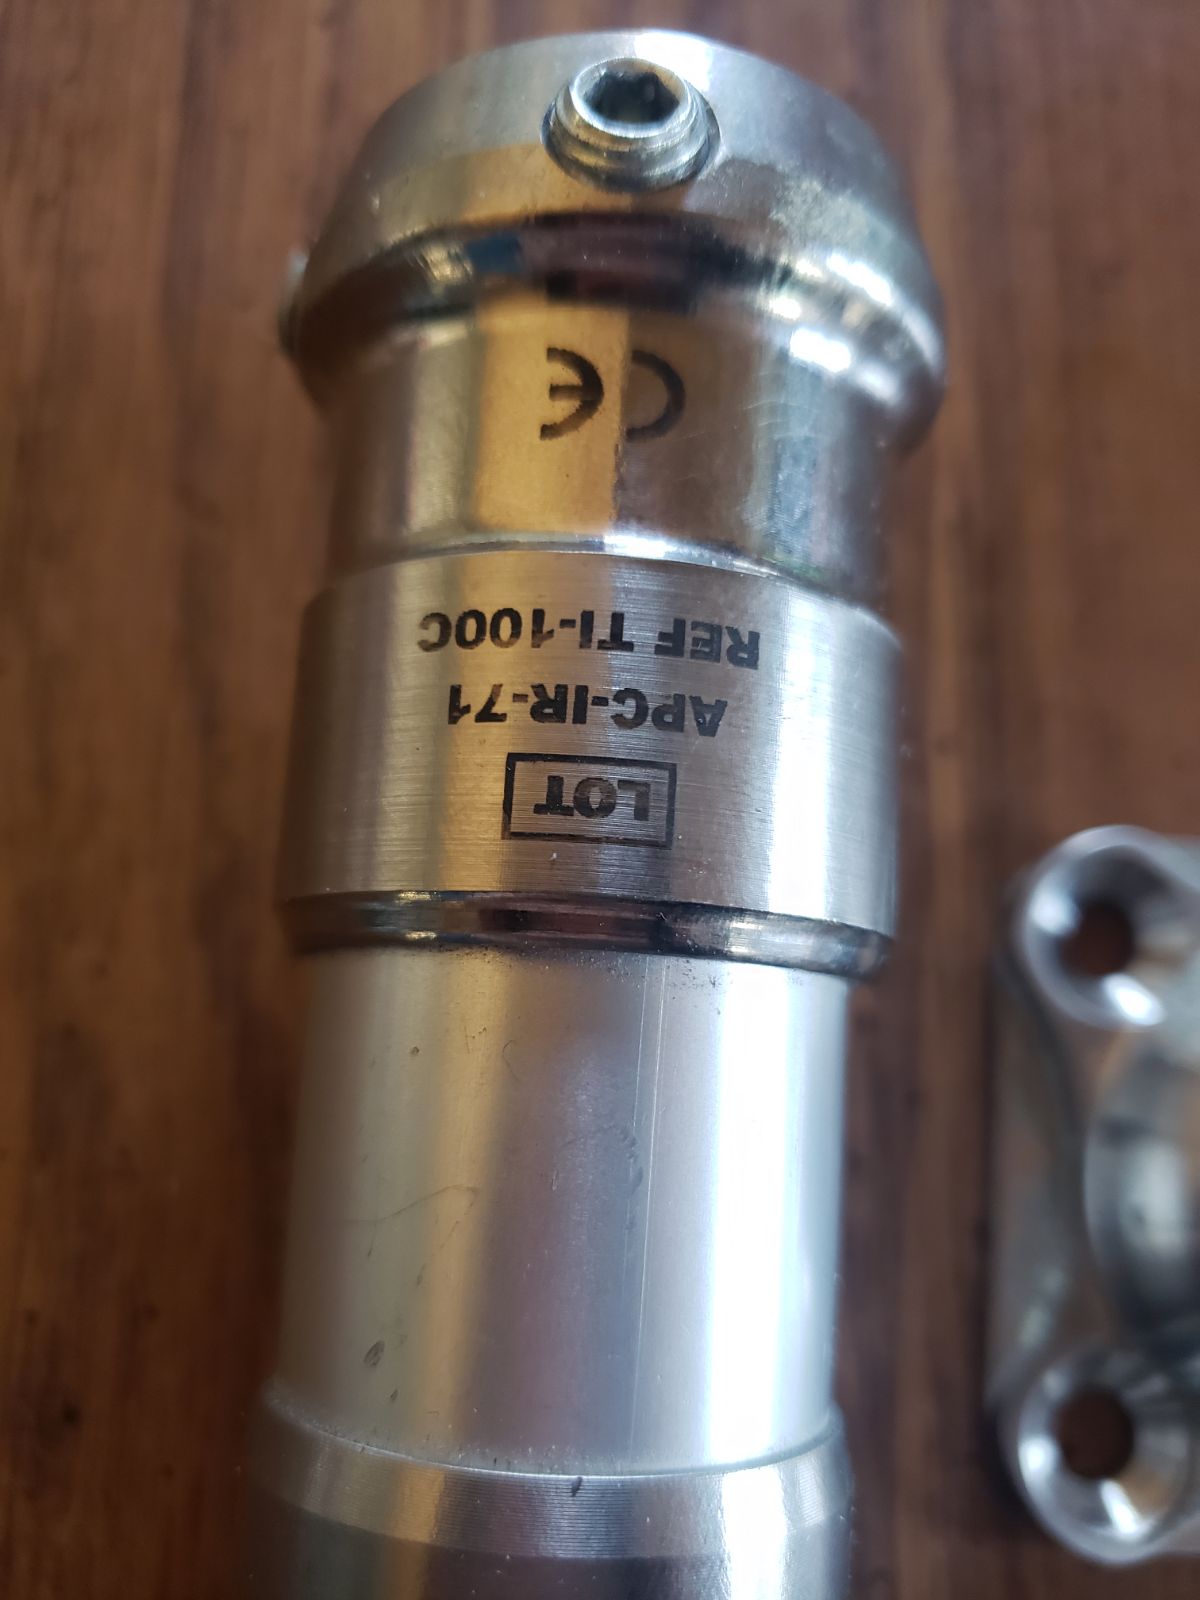 LOT
APC-IR-71
REF TI-100C
CE